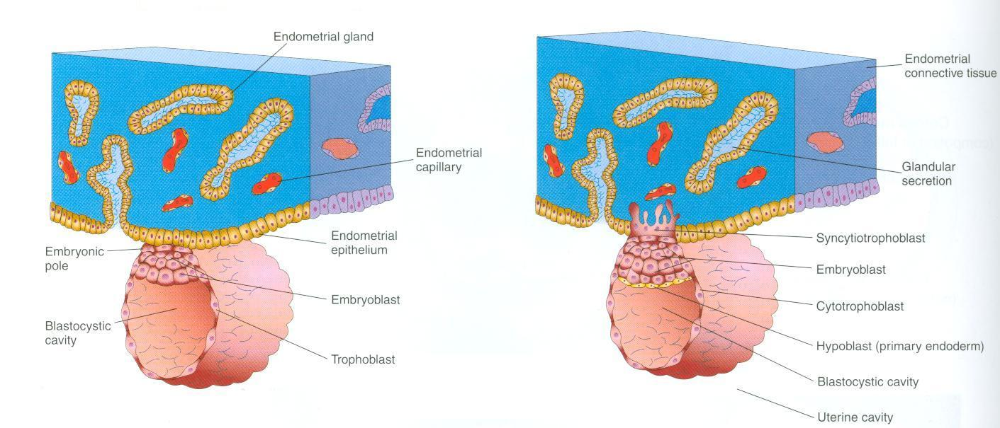 Endometrial gland
Endometrial
capillary
Endometrial
epithelium
Embryonic
pole
Embryoblast
Blastocystic
cavity
Trophoblast
Endometrial
connective tissue
Glandular
secretion
Syncytiotrophoblast
Embryoblast
Cytotrophoblast
Hypoblast (primary endoderm)
Blastocystic cavity
Uterine cavity